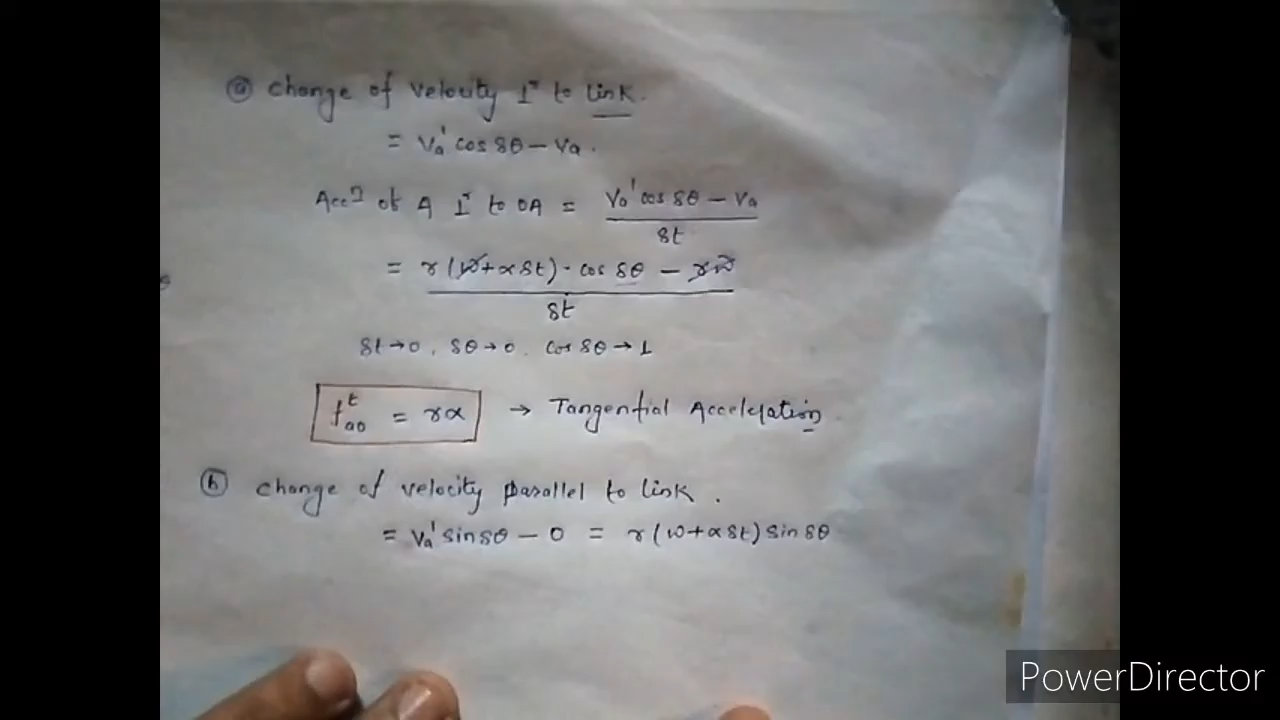 ⓐ change of velocity ⊥r to link.
= Va' cos δθ - Va.
Accn of A ⊥r to OA = Va' cos δθ - Va
δt
= r(ω+αδt)·cos δθ - rω
δt
δt→0, δθ→0, cos δθ→1
f^t_ao = rα → Tangential Acceleration
ⓑ change of velocity parallel to link.
= Va' sin δθ - 0 = r(ω+αδt) sin δθ
PowerDirector